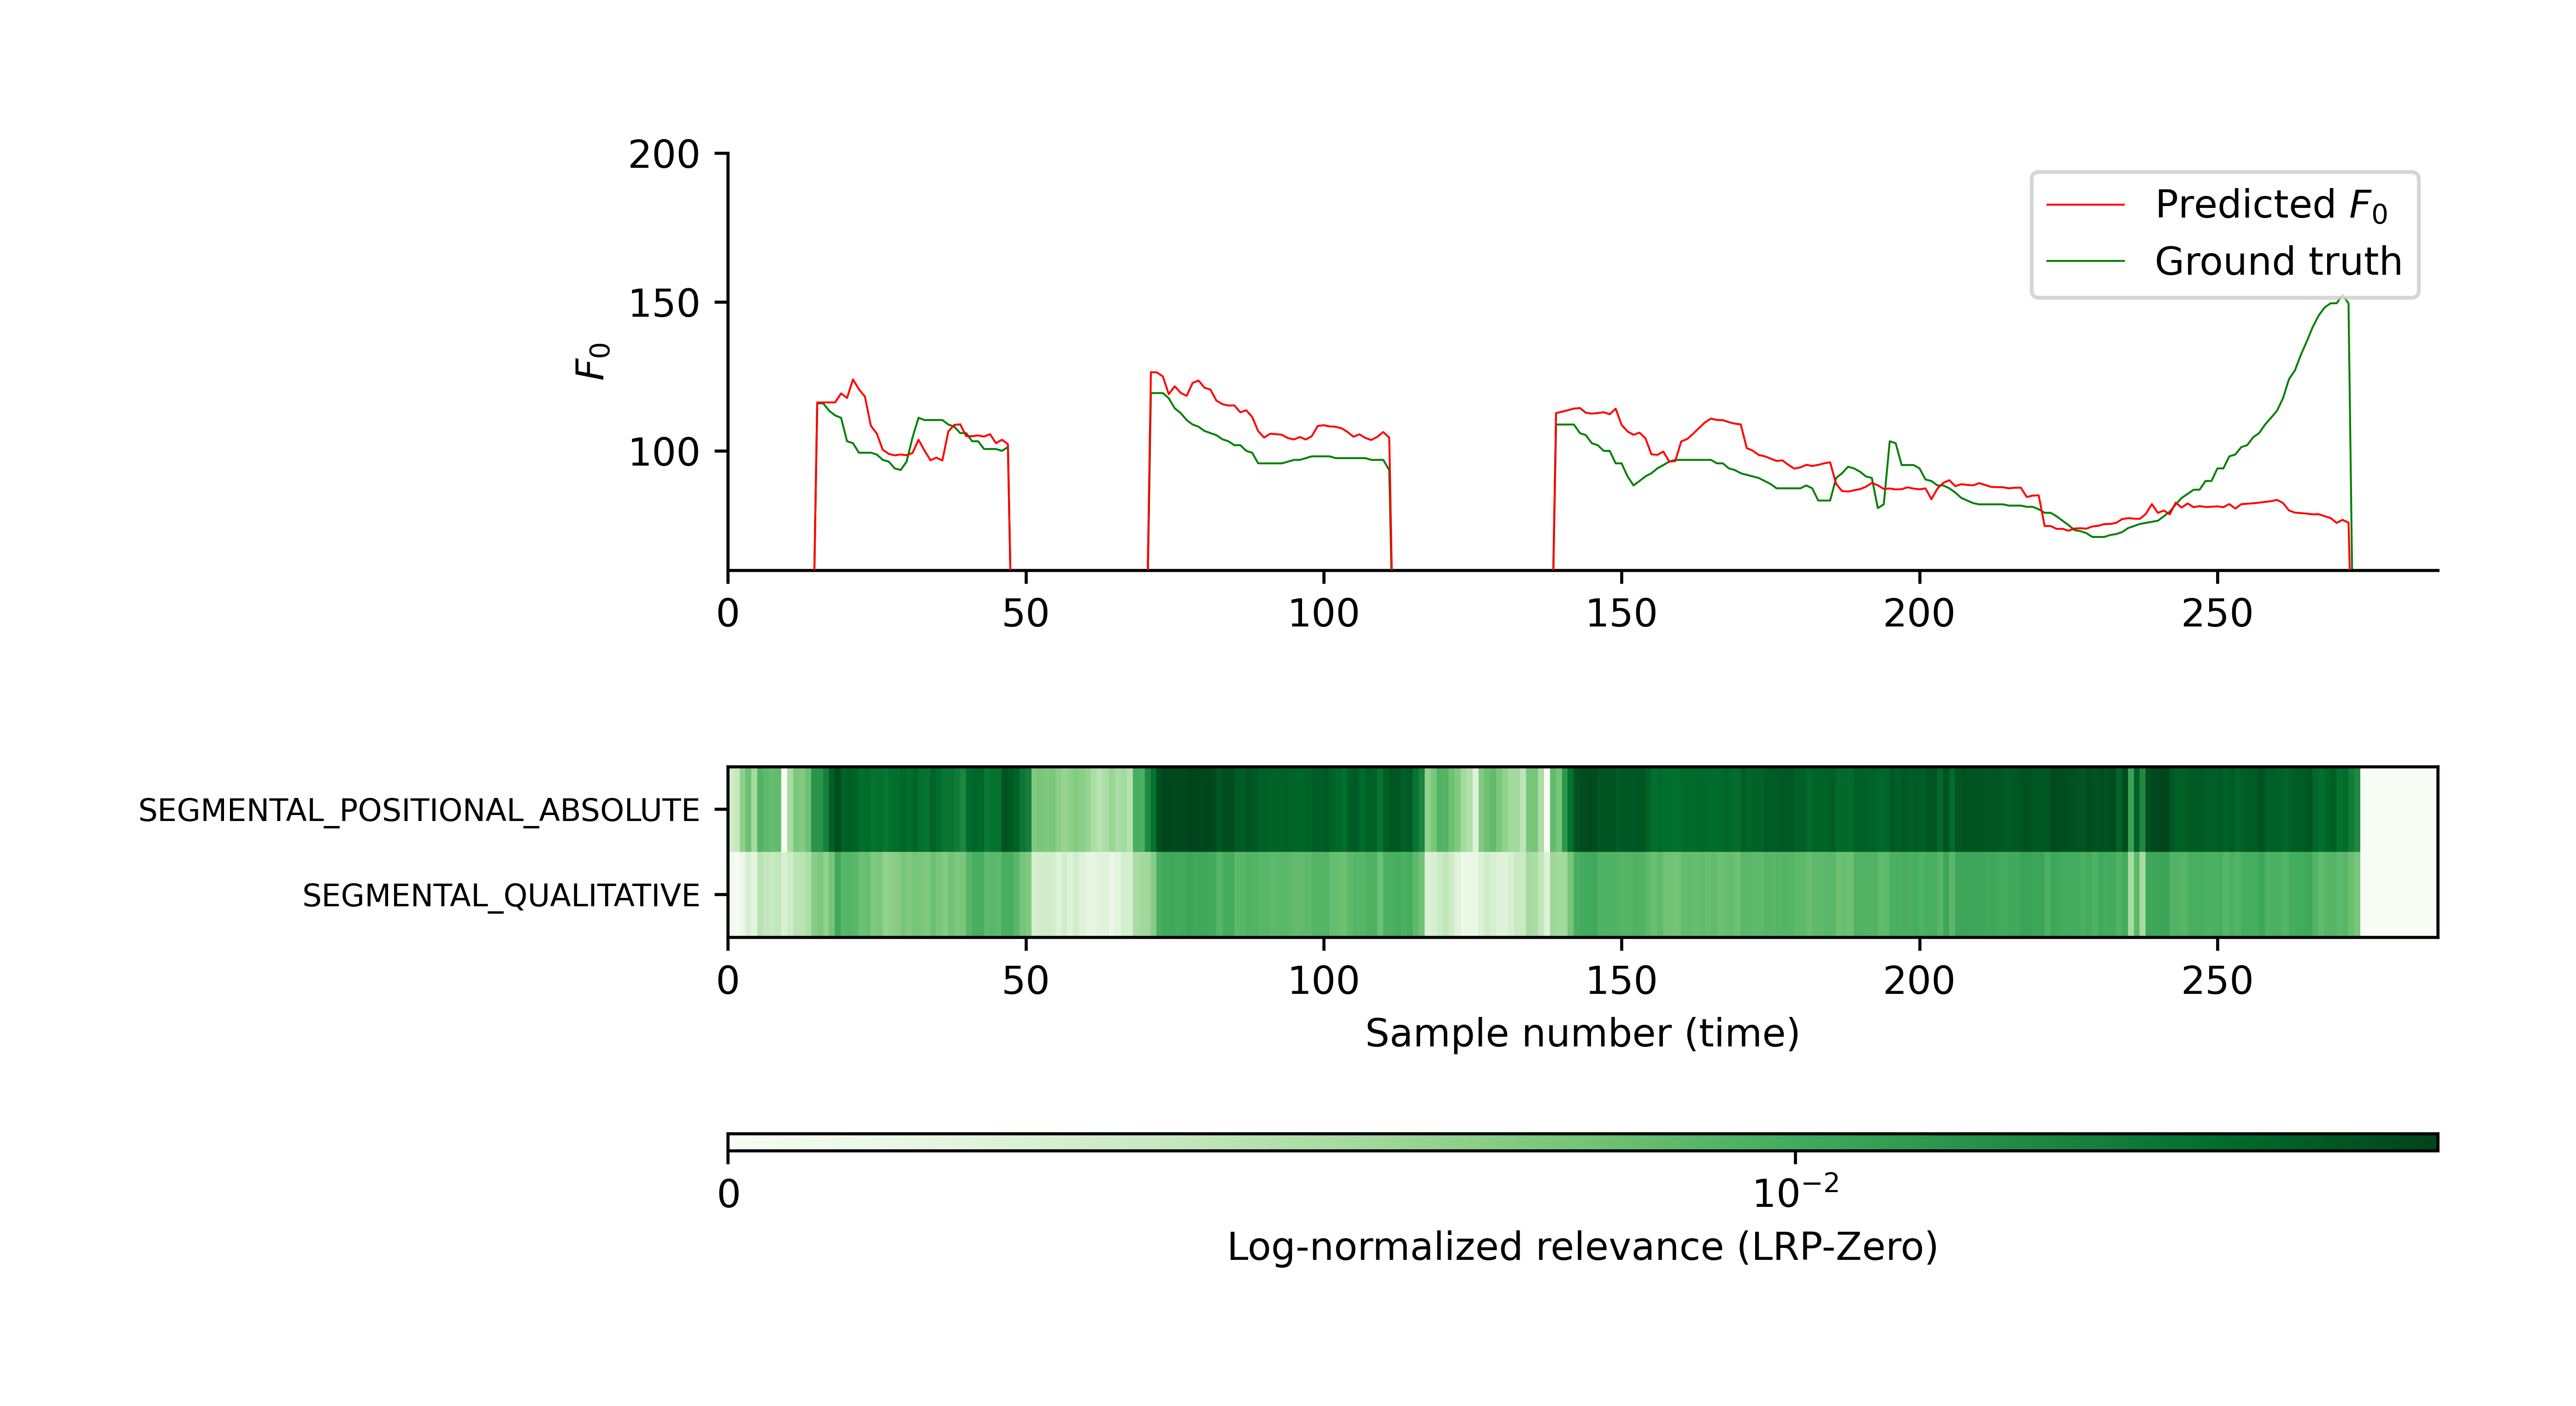 200
150
100
F₀
Predicted F₀
Ground truth
0 50 100 150 200 250
SEGMENTAL_POSITIONAL_ABSOLUTE
SEGMENTAL_QUALITATIVE
0 50 100 150 200 250
Sample number (time)
0 10⁻²
Log-normalized relevance (LRP-Zero)